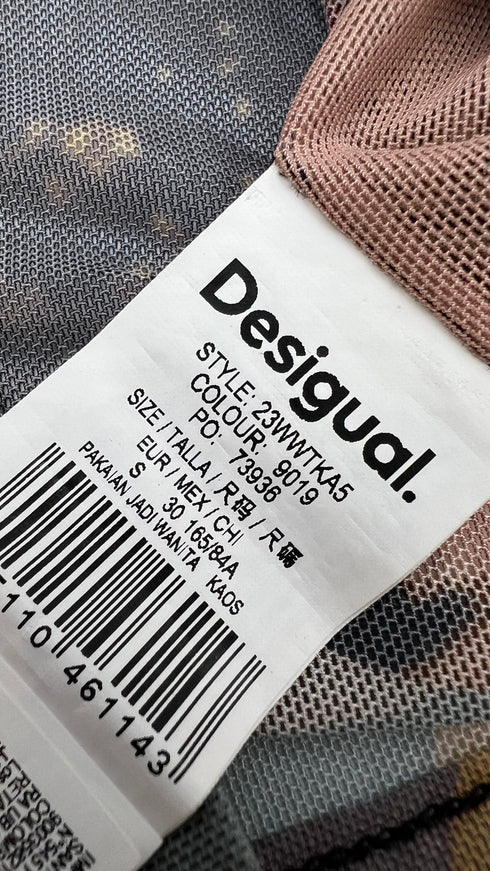 Desigual.
STYLE: 23WWTKA5
COLOUR: 9019
PO: 73936
SIZE / TALLA / 尺码 / 尺碼
EUR / MEX / CHI
S 30 165/84A
PAKAIAN JADI WANITA KAOS
110 461143